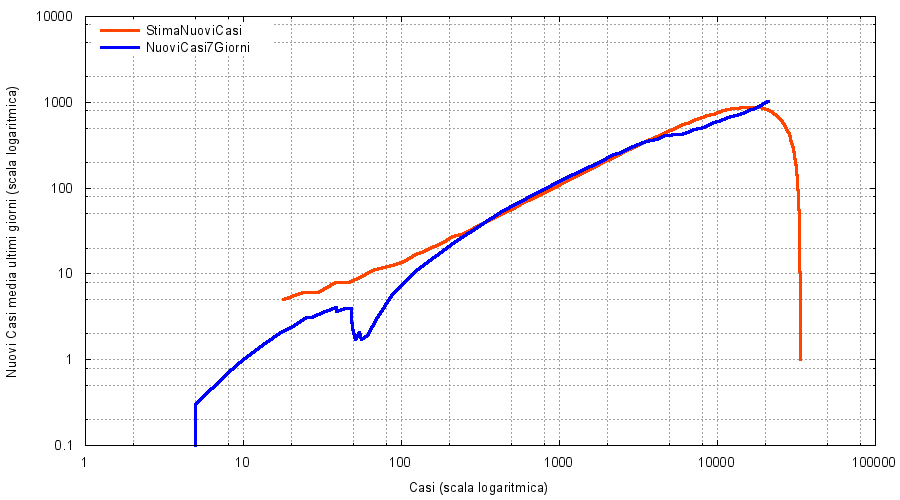 10000
1000
100
10
1
0.1
StimaNuoviCasi
NuoviCasi7Giorni
Nuovi Casi media ultimi giorni (scala logaritmica)
1 10 100 1000 10000 100000
Casi (scala logaritmica)